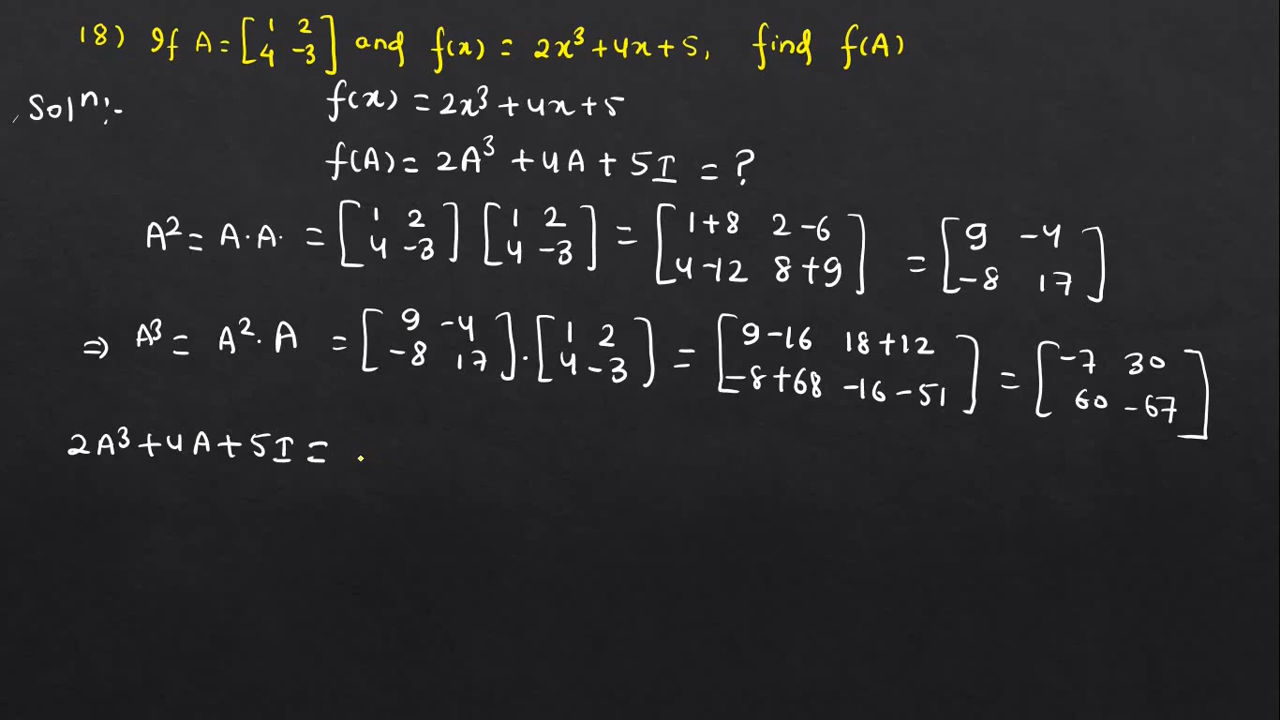 18) If A = [1 2 4 -3] and f(x) = 2x³+4x+5, find f(A)
Solⁿ:- f(x) = 2x³+4x+5
f(A) = 2A³ + 4A + 5I = ?
A² = A·A· = [1 2 4 -3] [1 2 4 -3] = [1+8 2-6 4-12 8+9] = [9 -4 -8 17]
⇒ A³ = A²·A = [9 -4 -8 17]·[1 2 4 -3] = [9-16 18+12 -8+68 -16-51] = [-7 30 60 -67]
2A³+4A+5I =